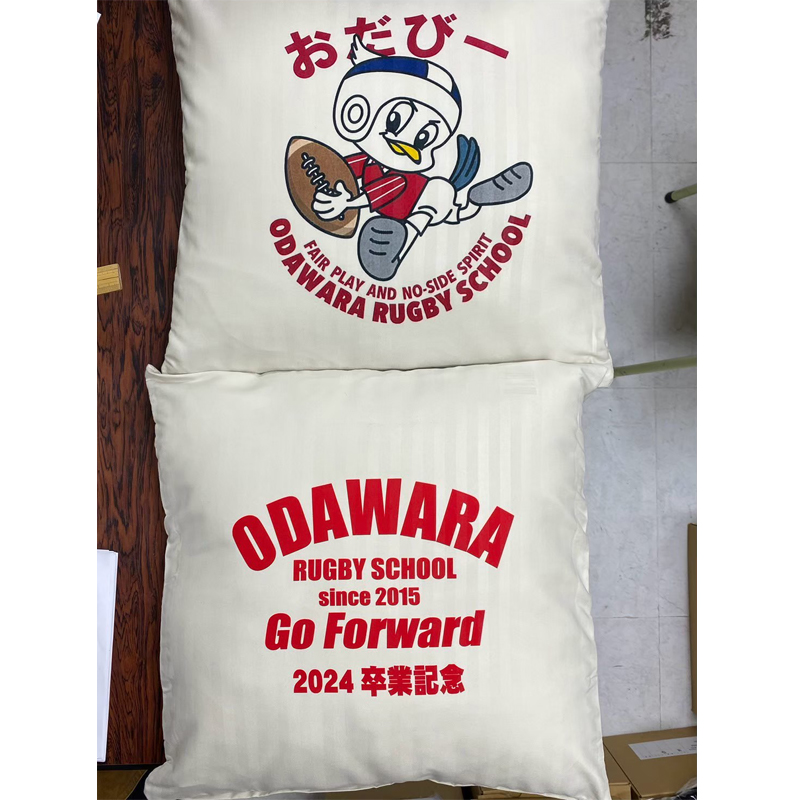 おだびー
FAIR PLAY AND NO-SIDE SPIRIT
ODAWARA RUGBY SCHOOL
ODAWARA
RUGBY SCHOOL
since 2015
Go Forward
2024 卒業記念